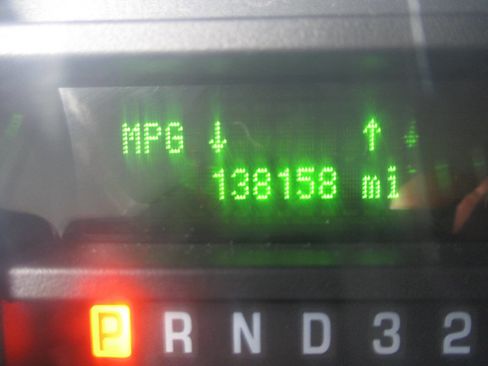 MPG ↓ ↑
138158 mi
P R N D 3 2